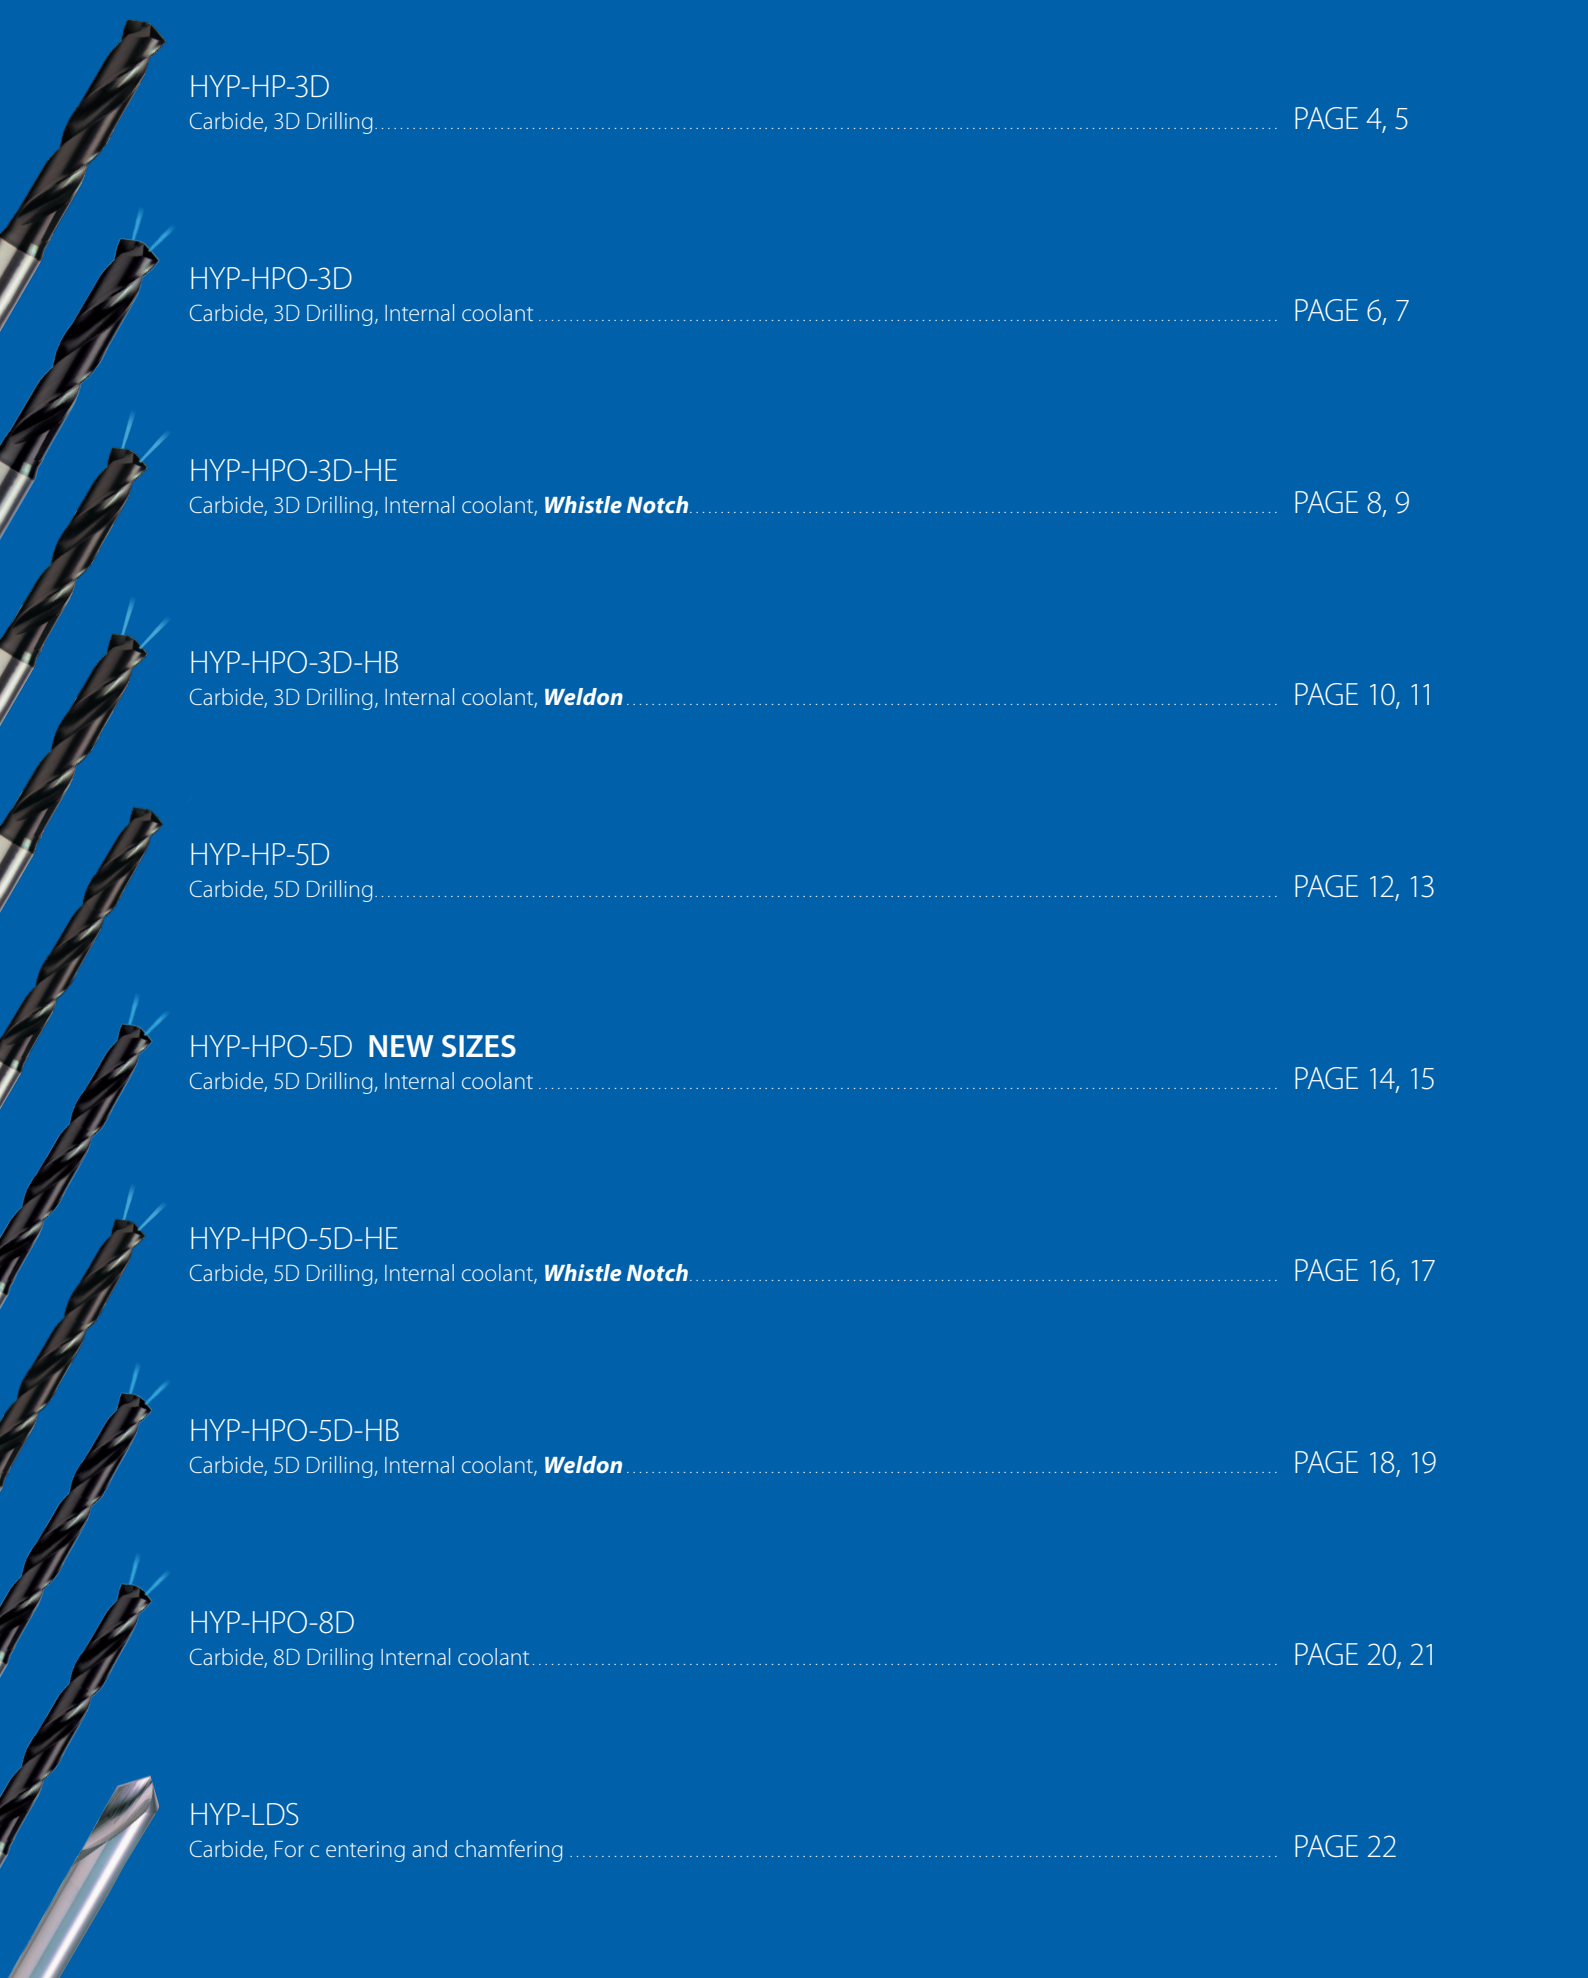 HYP-HP-3D
Carbide, 3D Drilling PAGE 4, 5
HYP-HPO-3D
Carbide, 3D Drilling, Internal coolant PAGE 6, 7
HYP-HPO-3D-HE
Carbide, 3D Drilling, Internal coolant, Whistle Notch PAGE 8, 9
HYP-HPO-3D-HB
Carbide, 3D Drilling, Internal coolant, Weldon PAGE 10, 11
HYP-HP-5D
Carbide, 5D Drilling PAGE 12, 13
HYP-HPO-5D NEW SIZES
Carbide, 5D Drilling, Internal coolant PAGE 14, 15
HYP-HPO-5D-HE
Carbide, 5D Drilling, Internal coolant, Whistle Notch PAGE 16, 17
HYP-HPO-5D-HB
Carbide, 5D Drilling, Internal coolant, Weldon PAGE 18, 19
HYP-HPO-8D
Carbide, 8D Drilling Internal coolant PAGE 20, 21
HYP-LDS
Carbide, For c entering and chamfering PAGE 22